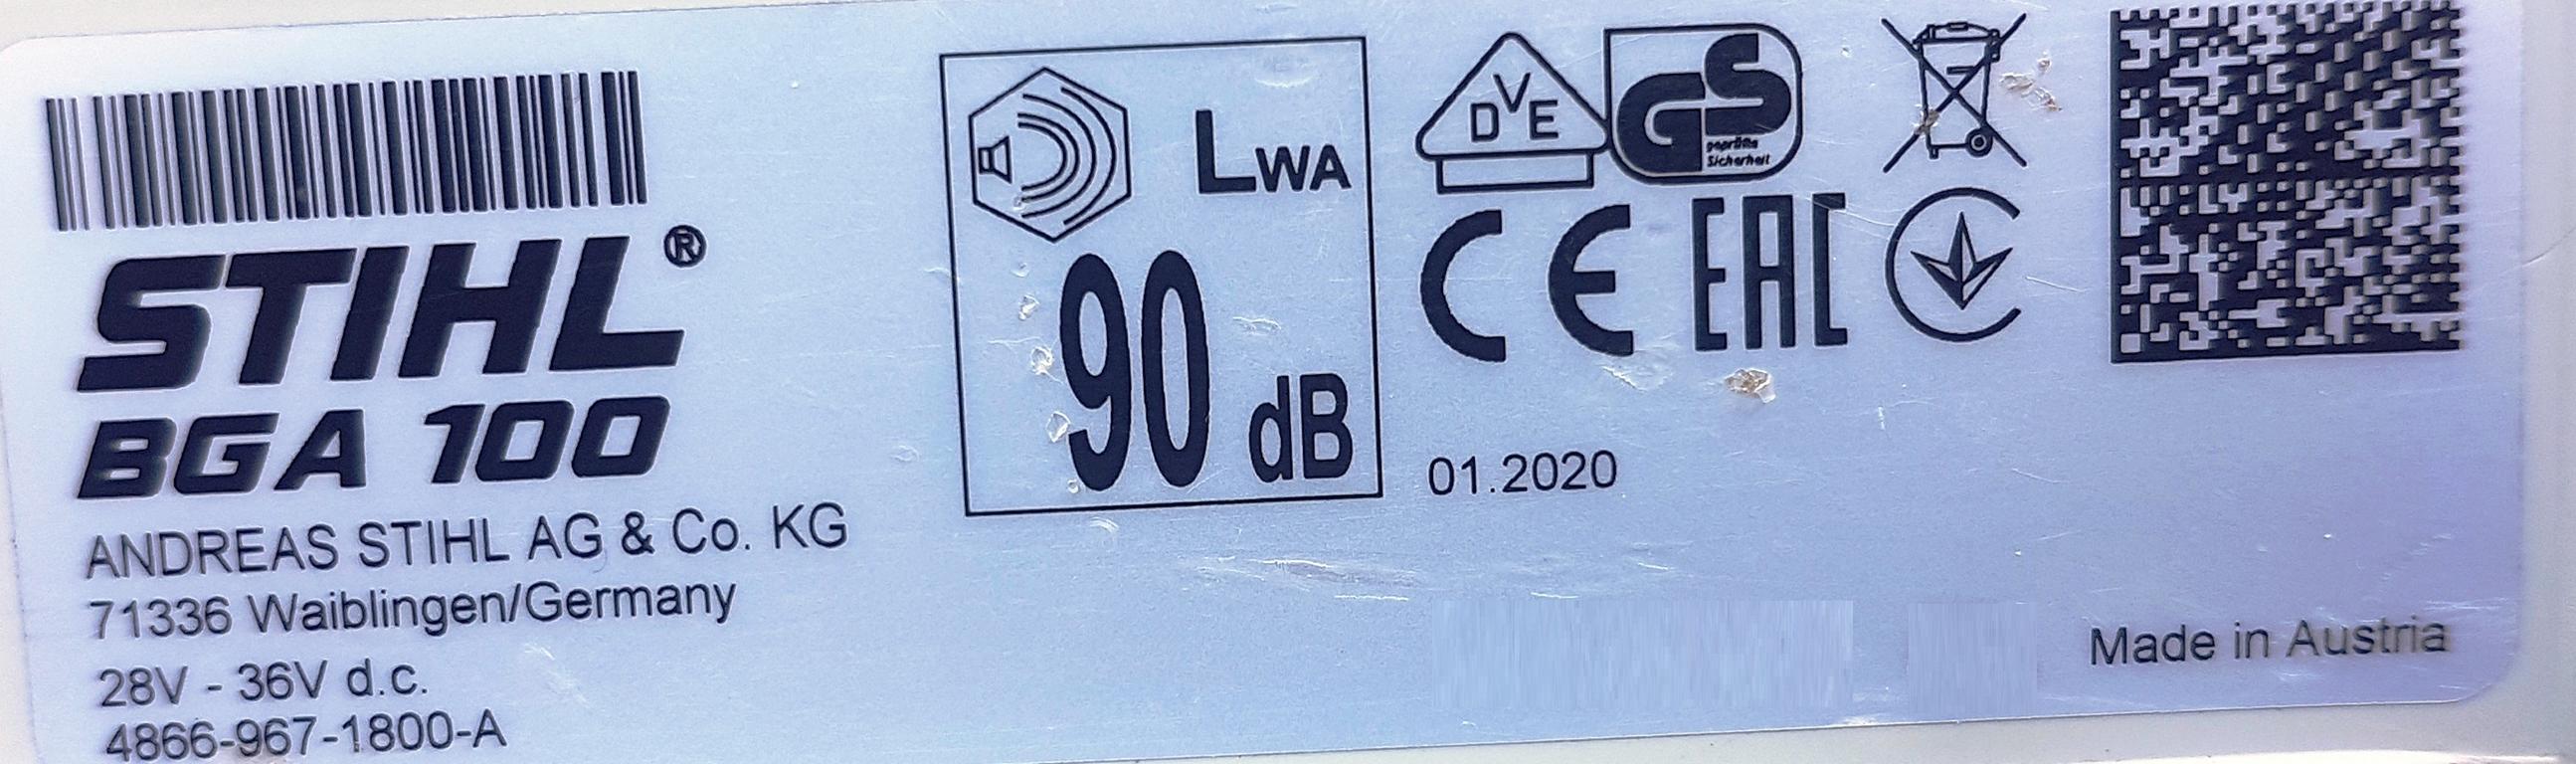 STIHL®
BGA 100
ANDREAS STIHL AG & Co. KG
71336 Waiblingen/Germany
28V - 36V d.c.
4866-967-1800-A
LWA
90 dB
DVE
GS
geprüfte
Sicherheit
CE EAC
01.2020
Made in Austria